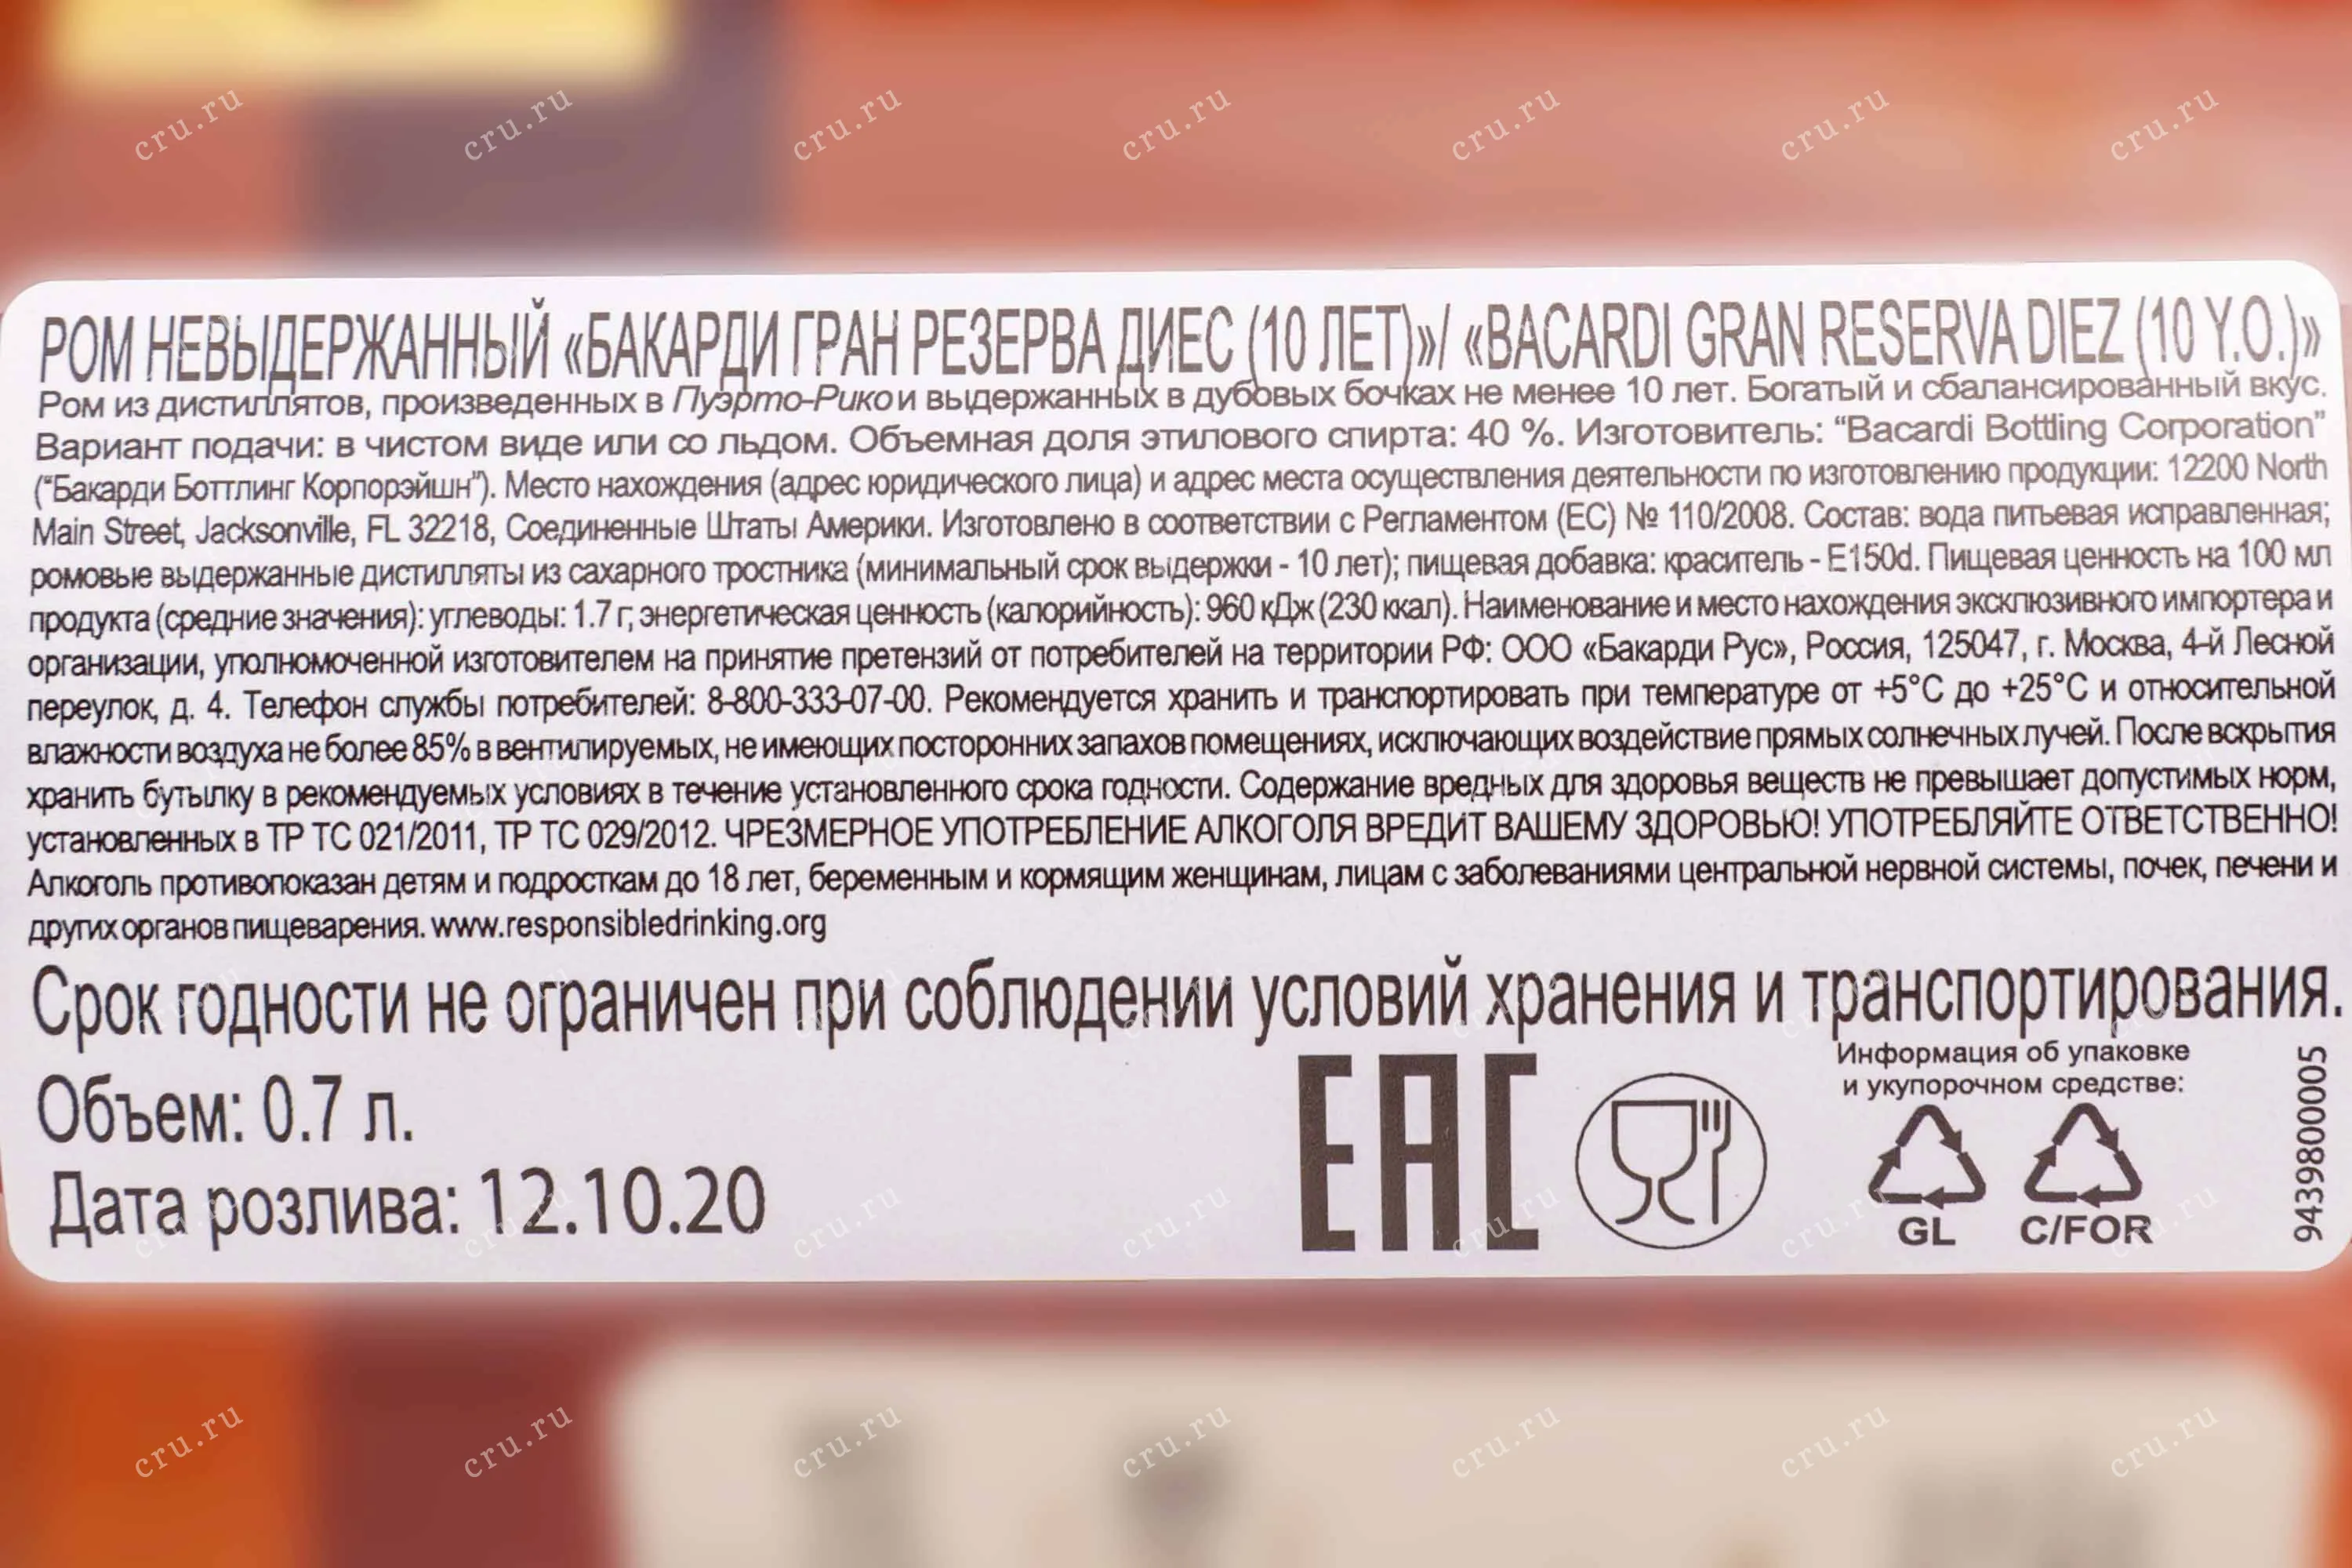 РОМ НЕВЫДЕРЖАННЫЙ «БАКАРДИ ГРАН РЕЗЕРВА ДИЕС (10 ЛЕТ)»/ «BACARDI GRAN RESERVA DIEZ (10 Y.O.)»
Ром из дистиллятов, произведенных в Пуэрто-Рико и выдержанных в дубовых бочках не менее 10 лет. Богатый и сбалансированный вкус.
Вариант подачи: в чистом виде или со льдом. Объемная доля этилового спирта: 40 %. Изготовитель: “Bacardi Bottling Corporation”
(“Бакарди Боттлинг Корпорэйшн”). Место нахождения (адрес юридического лица) и адрес места осуществления деятельности по изготовлению продукции: 12200 North
Main Street, Jacksonville, FL 32218, Соединенные Штаты Америки. Изготовлено в соответствии с Регламентом (ЕС) № 110/2008. Состав: вода питьевая исправленная;
ромовые выдержанные дистилляты из сахарного тростника (минимальный срок выдержки - 10 лет); пищевая добавка: краситель - Е150d. Пищевая ценность на 100 мл
продукта (средние значения): углеводы: 1.7 г; энергетическая ценность (калорийность): 960 кДж (230 ккал). Наименование и место нахождения эксклюзивного импортера и
организации, уполномоченной изготовителем на принятие претензий от потребителей на территории РФ: ООО «Бакарди Рус», Россия, 125047, г. Москва, 4-й Лесной
переулок, д. 4. Телефон службы потребителей: 8-800-333-07-00. Рекомендуется хранить и транспортировать при температуре от +5°С до +25°С и относительной
влажности воздуха не более 85% в вентилируемых, не имеющих посторонних запахов помещениях, исключающих воздействие прямых солнечных лучей. После вскрытия
хранить бутылку в рекомендуемых условиях в течение установленного срока годности. Содержание вредных для здоровья веществ не превышает допустимых норм,
установленных в ТР ТС 021/2011, ТР ТС 029/2012. ЧРЕЗМЕРНОЕ УПОТРЕБЛЕНИЕ АЛКОГОЛЯ ВРЕДИТ ВАШЕМУ ЗДОРОВЬЮ! УПОТРЕБЛЯЙТЕ ОТВЕТСТВЕННО!
Алкоголь противопоказан детям и подросткам до 18 лет, беременным и кормящим женщинам, лицам с заболеваниями центральной нервной системы, почек, печени и
других органов пищеварения. www.responsibledrinking.org
Срок годности не ограничен при соблюдении условий хранения и транспортирования.
Объем: 0.7 л.
Дата розлива: 12.10.20
EAC
Информация об упаковке
и укупорочном средстве:
GL C/FOR
9439800005
cru.ru cru.ru cru.ru cru.ru cru.ru cru.ru cru.ru
cru.ru cru.ru cru.ru cru.ru cru.ru cru.ru cru.ru
cru.ru cru.ru cru.ru cru.ru cru.ru cru.ru cru.ru